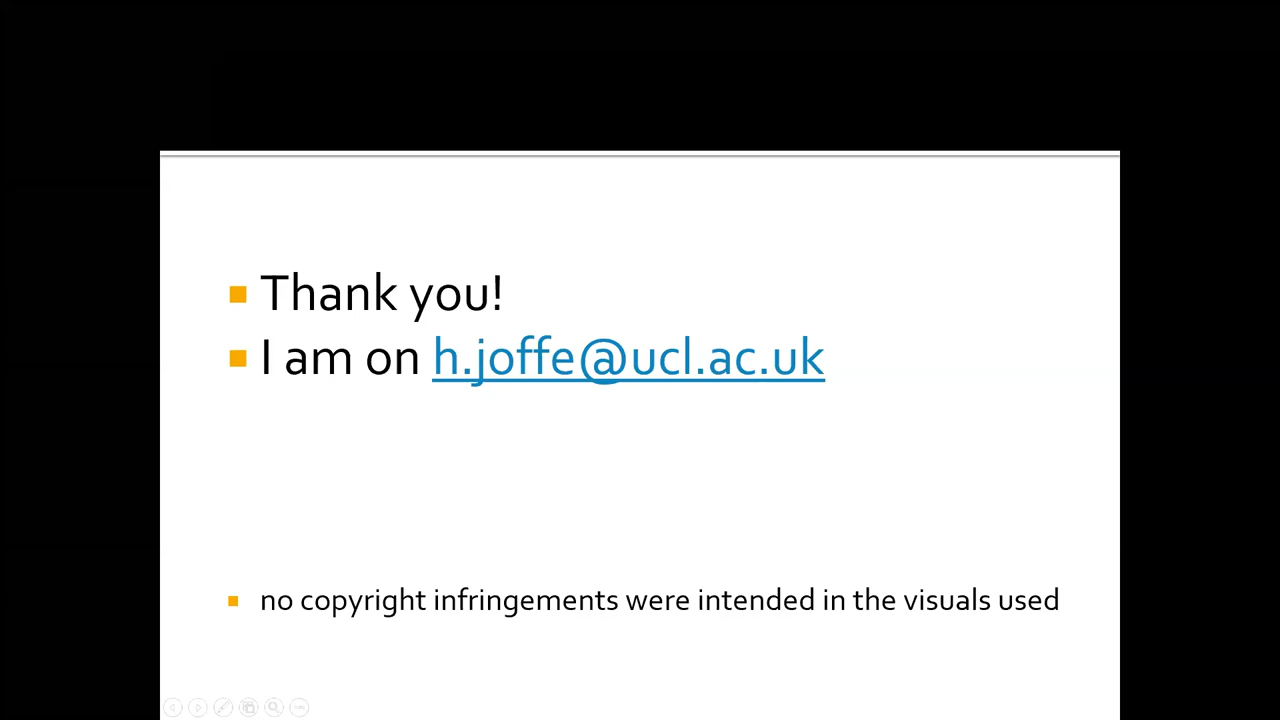 Thank you!
I am on h.joffe@ucl.ac.uk
no copyright infringements were intended in the visuals used